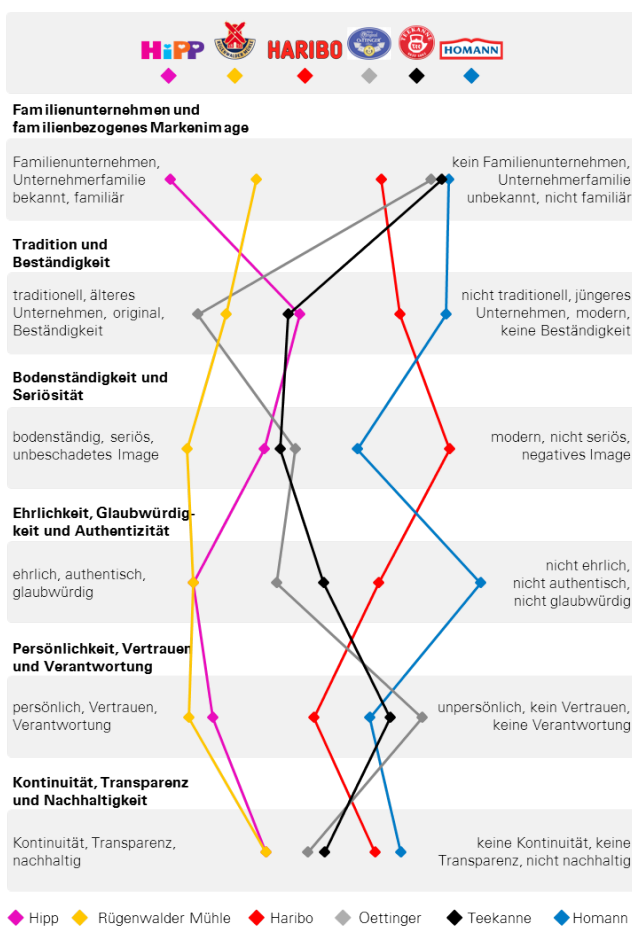 HiPP
HARIBO
TEEKANNE
HOMANN
Familienunternehmen und
familienbezogenes Markenimage
Familienunternehmen,
Unternehmerfamilie
bekannt, familiär
kein Familienunternehmen,
Unternehmerfamilie
unbekannt, nicht familiär
Tradition und
Beständigkeit
traditionell, älteres
Unternehmen, original,
Beständigkeit
nicht traditionell, jüngeres
Unternehmen, modern,
keine Beständigkeit
Bodenständigkeit und
Seriösität
bodenständig, seriös,
unbeschadetes Image
modern, nicht seriös,
negatives Image
Ehrlichkeit, Glaubwürdig-
keit und Authentizität
ehrlich, authentisch,
glaubwürdig
nicht ehrlich,
nicht authentisch,
nicht glaubwürdig
Persönlichkeit, Vertrauen
und Verantwortung
persönlich, Vertrauen,
Verantwortung
unpersönlich, kein Vertrauen,
keine Verantwortung
Kontinuität, Transparenz
und Nachhaltigkeit
Kontinuität, Transparenz,
nachhaltig
keine Kontinuität, keine
Transparenz, nicht nachhaltig
Hipp Rügenwalder Mühle Haribo Oettinger Teekanne Homann